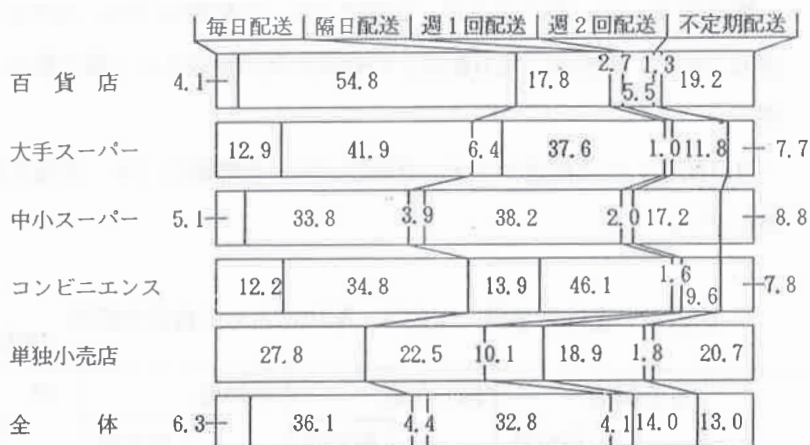 毎日配送 隔日配送 週1回配送 週2回配送 不定期配送
百貨店 4.1 54.8 17.8 2.7 5.5 1.3 19.2
大手スーパー 12.9 41.9 6.4 37.6 1.0 11.8 7.7
中小スーパー 5.1 33.8 3.9 38.2 2.0 17.2 8.8
コンビニエンス 12.2 34.8 13.9 46.1 1.6 9.6 7.8
単独小売店 27.8 22.5 10.1 18.9 1.8 20.7
全体 6.3 36.1 4.4 32.8 4.1 14.0 13.0